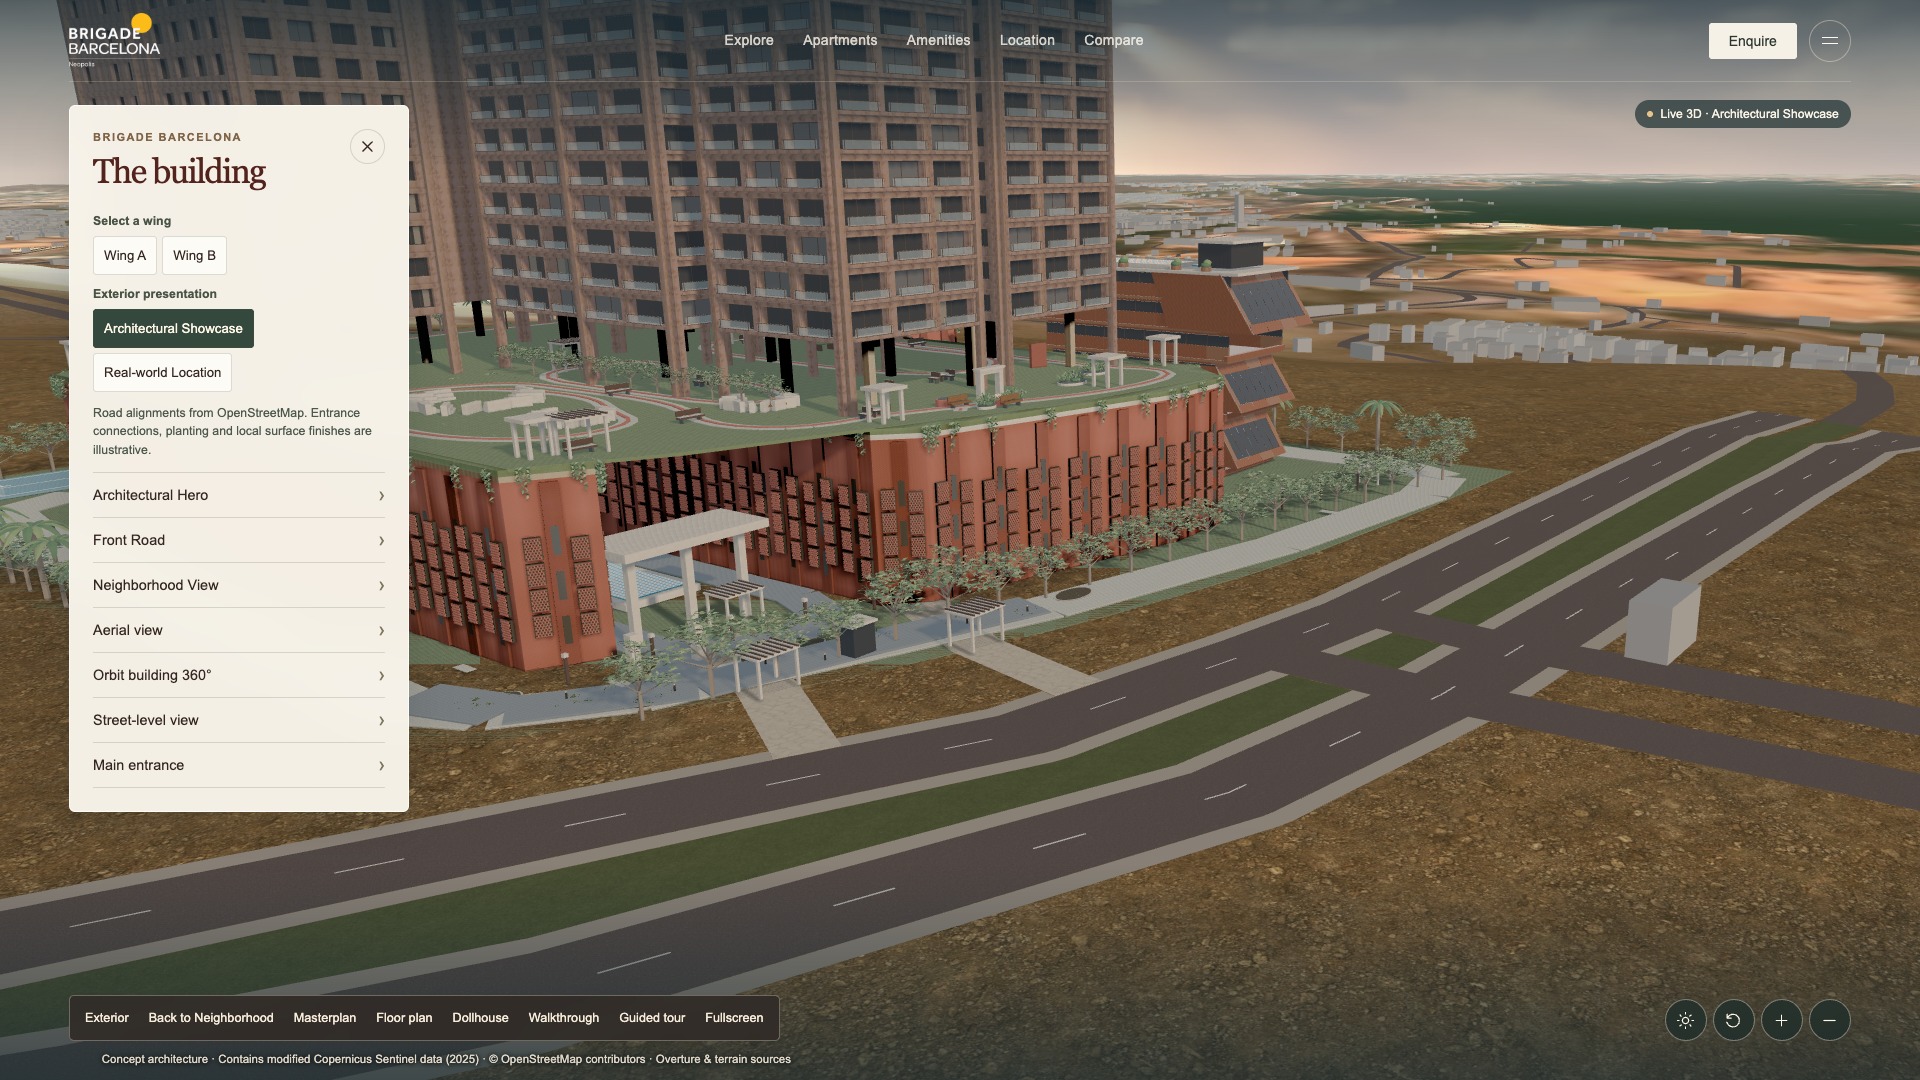 BRIGADE
BARCELONA
Neopolis
Explore
Apartments
Amenities
Location
Compare
Enquire
Live 3D · Architectural Showcase
BRIGADE BARCELONA
The building
Select a wing
Wing A
Wing B
Exterior presentation
Architectural Showcase
Real-world Location
Road alignments from OpenStreetMap. Entrance
connections, planting and local surface finishes are
illustrative.
Architectural Hero
Front Road
Neighborhood View
Aerial view
Orbit building 360°
Street-level view
Main entrance
Exterior
Back to Neighborhood
Masterplan
Floor plan
Dollhouse
Walkthrough
Guided tour
Fullscreen
Concept architecture · Contains modified Copernicus Sentinel data (2025) · © OpenStreetMap contributors · Overture & terrain sources